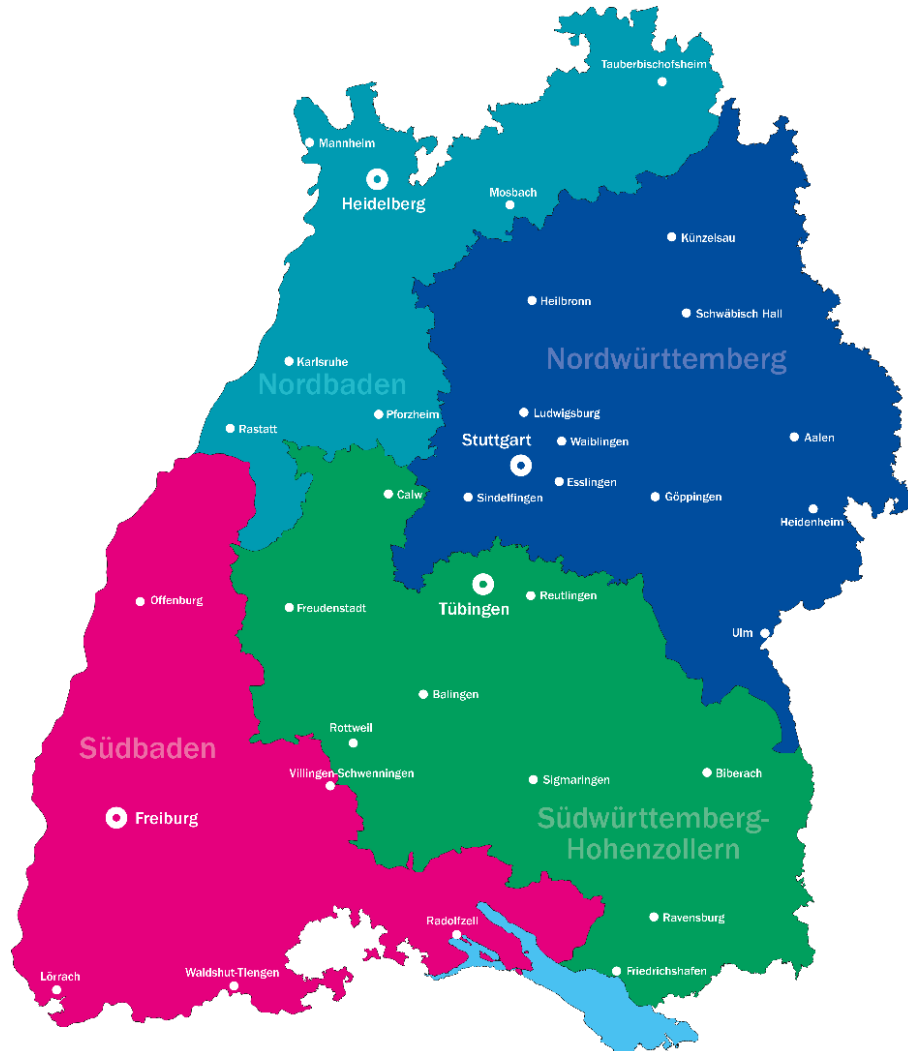 Tauberbischofsheim
Mannheim
Heidelberg
Mosbach
Künzelsau
Heilbronn
Schwäbisch Hall
Nordwürttemberg
Karlsruhe
Nordbaden
Pforzheim
Rastatt
Ludwigsburg
Stuttgart
Waiblingen
Aalen
Esslingen
Calw
Sindelfingen
Göppingen
Heidenheim
Offenburg
Freudenstadt
Tübingen
Reutlingen
Ulm
Balingen
Rottweil
Südbaden
Villingen-Schwenningen
Sigmaringen
Biberach
Freiburg
Südwürttemberg-
Hohenzollern
Radolfzell
Ravensburg
Lörrach
Waldshut-Tiengen
Friedrichshafen